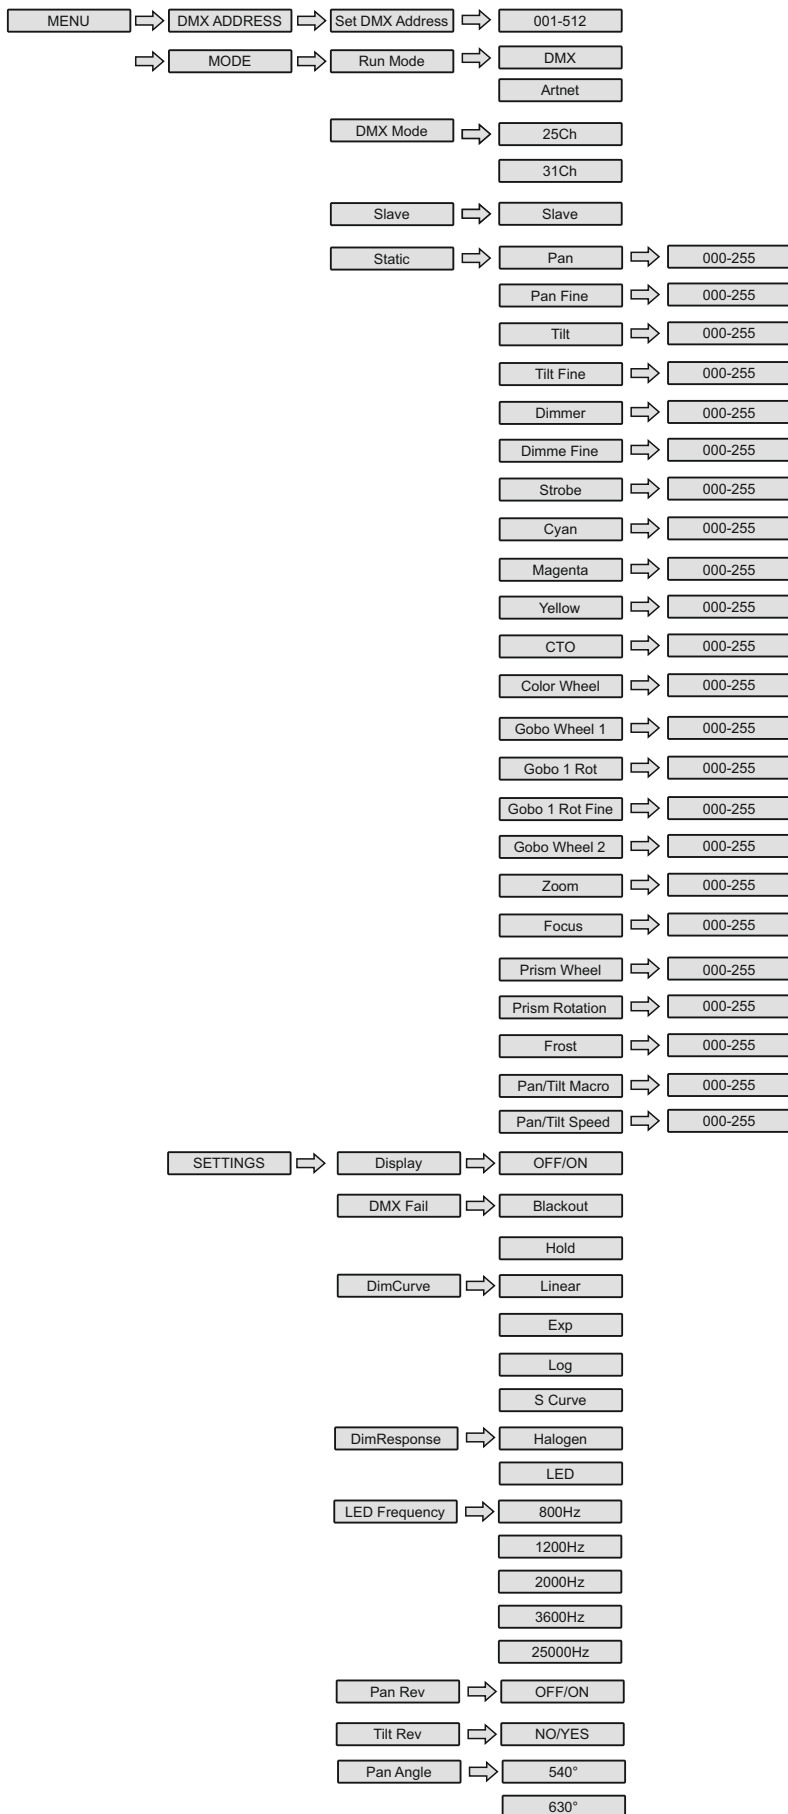 MENU DMX ADDRESS Set DMX Address 001-512
MODE Run Mode DMX
Artnet
DMX Mode 25Ch
31Ch
Slave Slave
Static Pan 000-255
Pan Fine 000-255
Tilt 000-255
Tilt Fine 000-255
Dimmer 000-255
Dimme Fine 000-255
Strobe 000-255
Cyan 000-255
Magenta 000-255
Yellow 000-255
CTO 000-255
Color Wheel 000-255
Gobo Wheel 1 000-255
Gobo 1 Rot 000-255
Gobo 1 Rot Fine 000-255
Gobo Wheel 2 000-255
Zoom 000-255
Focus 000-255
Prism Wheel 000-255
Prism Rotation 000-255
Frost 000-255
Pan/Tilt Macro 000-255
Pan/Tilt Speed 000-255
SETTINGS Display OFF/ON
DMX Fail Blackout
Hold
DimCurve Linear
Exp
Log
S Curve
DimResponse Halogen
LED
LED Frequency 800Hz
1200Hz
2000Hz
3600Hz
25000Hz
Pan Rev OFF/ON
Tilt Rev NO/YES
Pan Angle 540°
630°